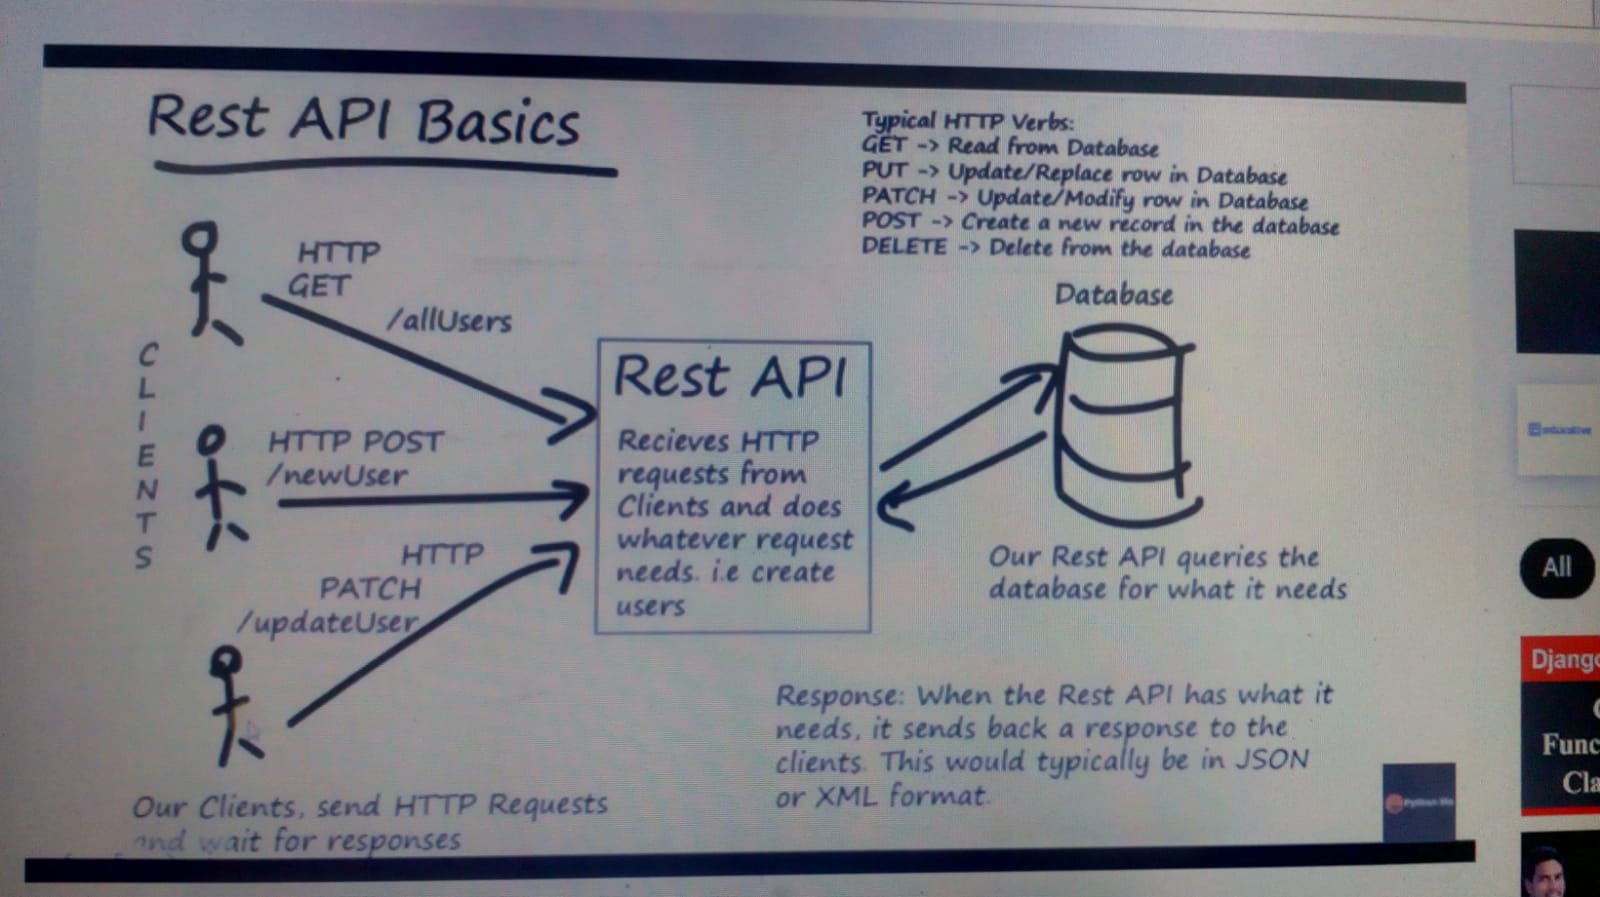 Rest API Basics
Typical HTTP Verbs:
GET -> Read from Database
PUT -> Update/Replace row in Database
PATCH -> Update/Modify row in Database
POST -> Create a new record in the database
DELETE -> Delete from the database
HTTP
GET
/allUsers
CLIENTS
HTTP POST
/newUser
HTTP
PATCH
/updateUser
Rest API
Recieves HTTP
requests from
Clients and does
whatever request
needs. i.e create
users
Database
Our Rest API queries the
database for what it needs
Response: When the Rest API has what it
needs, it sends back a response to the
clients. This would typically be in JSON
or XML format.
Our Clients, send HTTP Requests
and wait for responses
educative
All
Django
Func
Cla